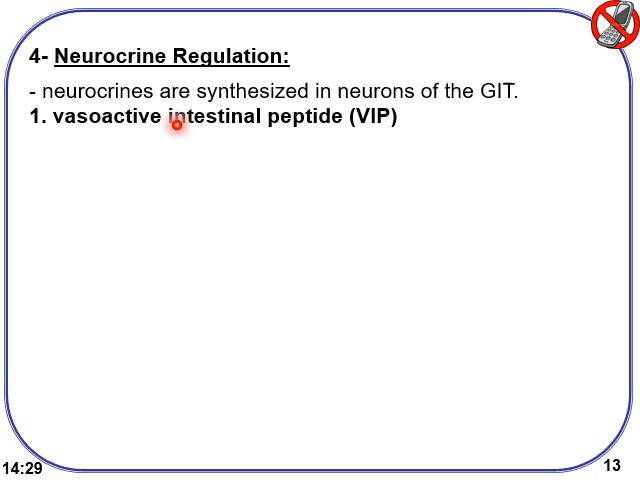 4- Neurocrine Regulation:
- neurocrines are synthesized in neurons of the GIT.
1. vasoactive intestinal peptide (VIP)
14:29
13